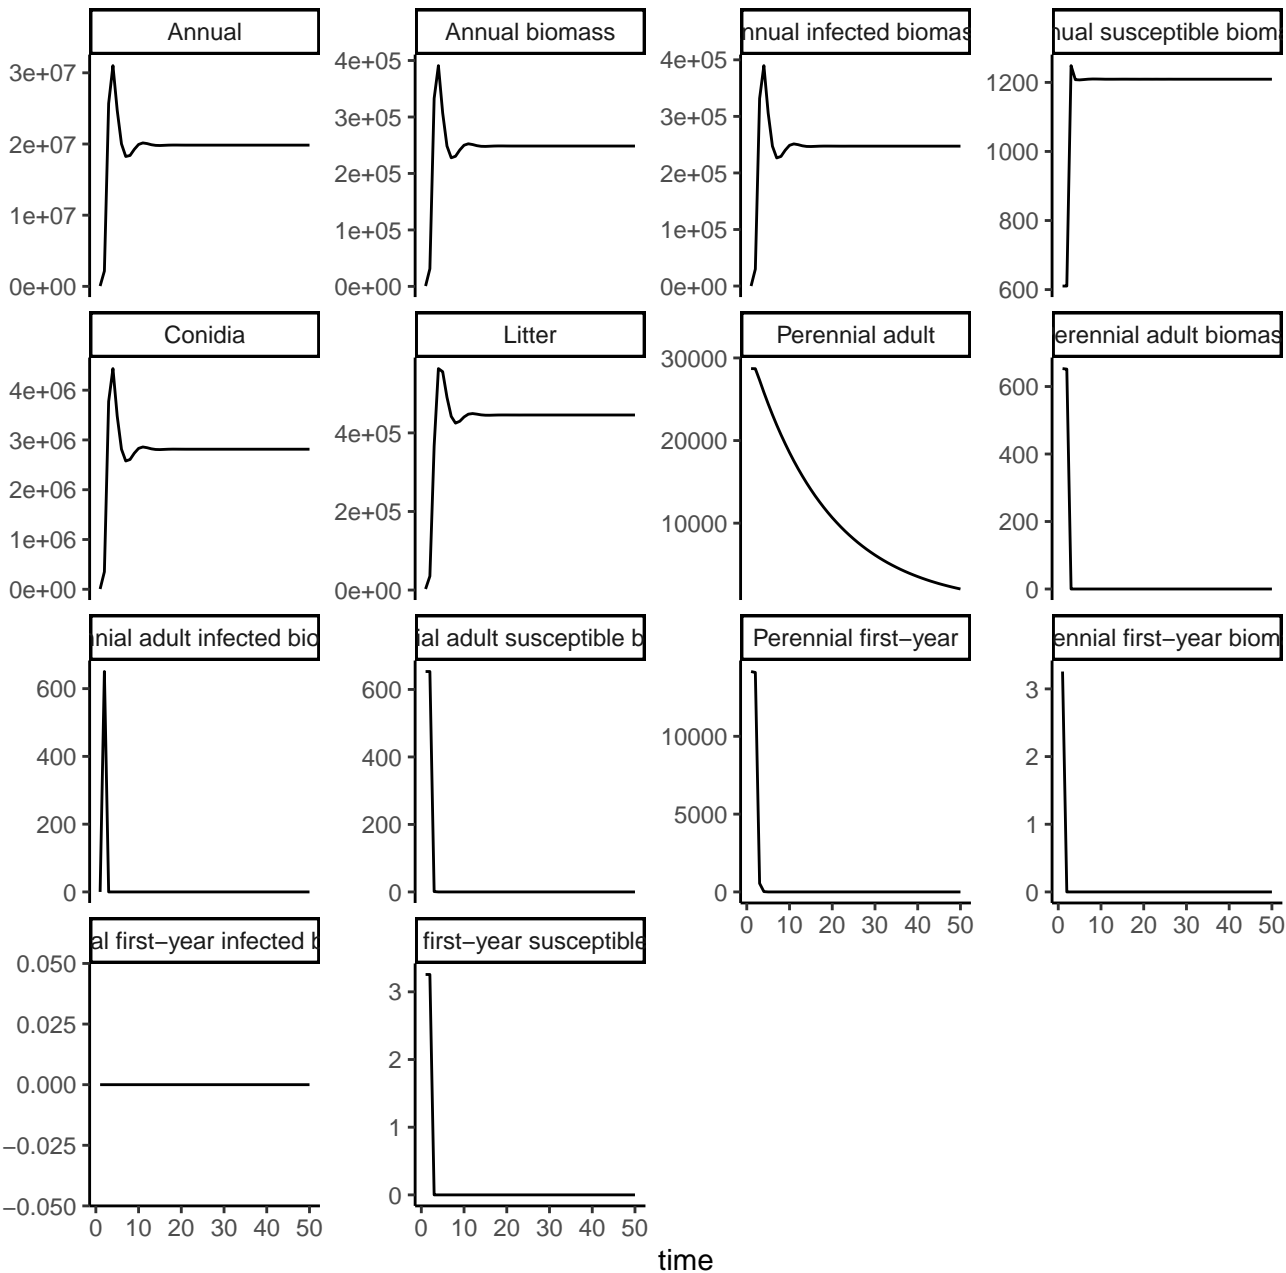 Annual
Annual biomass
nnual infected biomas
nual susceptible biom
3e+07
2e+07
1e+07
0e+00
4e+05
3e+05
2e+05
1e+05
0e+00
4e+05
3e+05
2e+05
1e+05
0e+00
1200
1000
800
600
Conidia
Litter
Perennial adult
erennial adult biomas
4e+06
3e+06
2e+06
1e+06
0e+00
4e+05
2e+05
0e+00
30000
20000
10000
600
400
200
0
nnial adult infected bio
ial adult susceptible b
Perennial first−year
ennial first−year biom
600
400
200
0
600
400
200
0
10000
5000
0
3
2
1
0
0 10 20 30 40 50
0 10 20 30 40 50
al first−year infected b
first−year susceptible
0.050
0.025
0.000
−0.025
−0.050
3
2
1
0
0 10 20 30 40 50
0 10 20 30 40 50
time